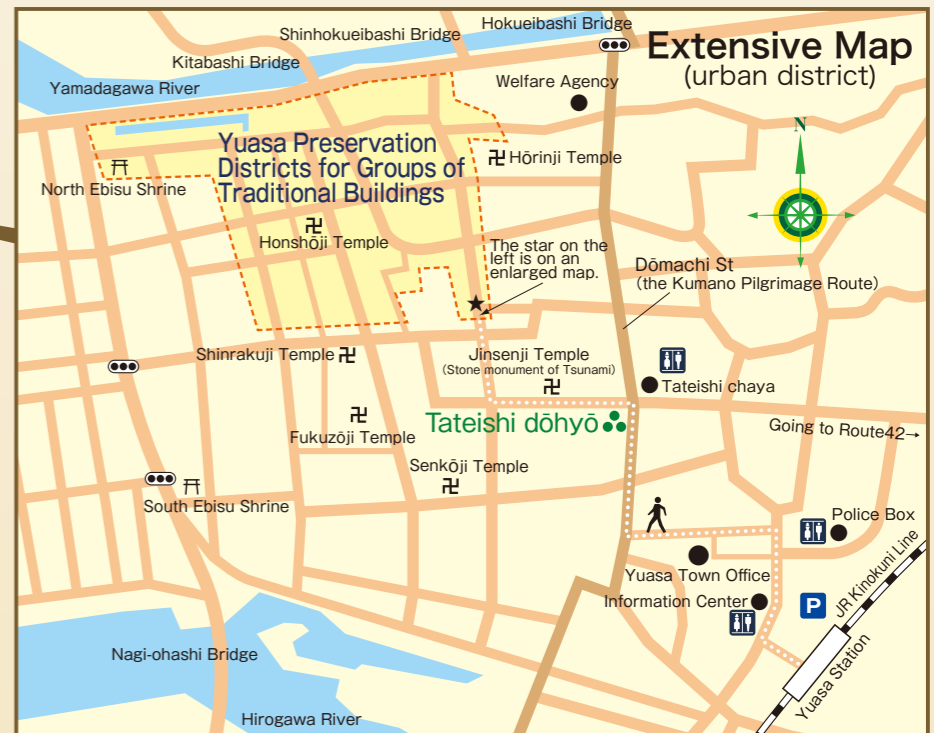 Extensive Map
(urban district)
Hokueibashi Bridge
Shinhokueibashi Bridge
Kitabashi Bridge
Yamadagawa River
Welfare Agency
Yuasa Preservation
Districts for Groups of
Traditional Buildings
Hōrinji Temple
N
North Ebisu Shrine
Honshōji Temple
The star on the
left is on an
enlarged map.
Dōmachi St
(the Kumano Pilgrimage Route)
Shinrakuji Temple
Jinsenji Temple
(Stone monument of Tsunami)
Tateishi chaya
Tateishi dōhyō
Going to Route42→
Fukuzōji Temple
Senkōji Temple
South Ebisu Shrine
Police Box
Yuasa Town Office
Information Center
P
JR Kinokuni Line
Yuasa Station
Nagi-ohashi Bridge
Hirogawa River